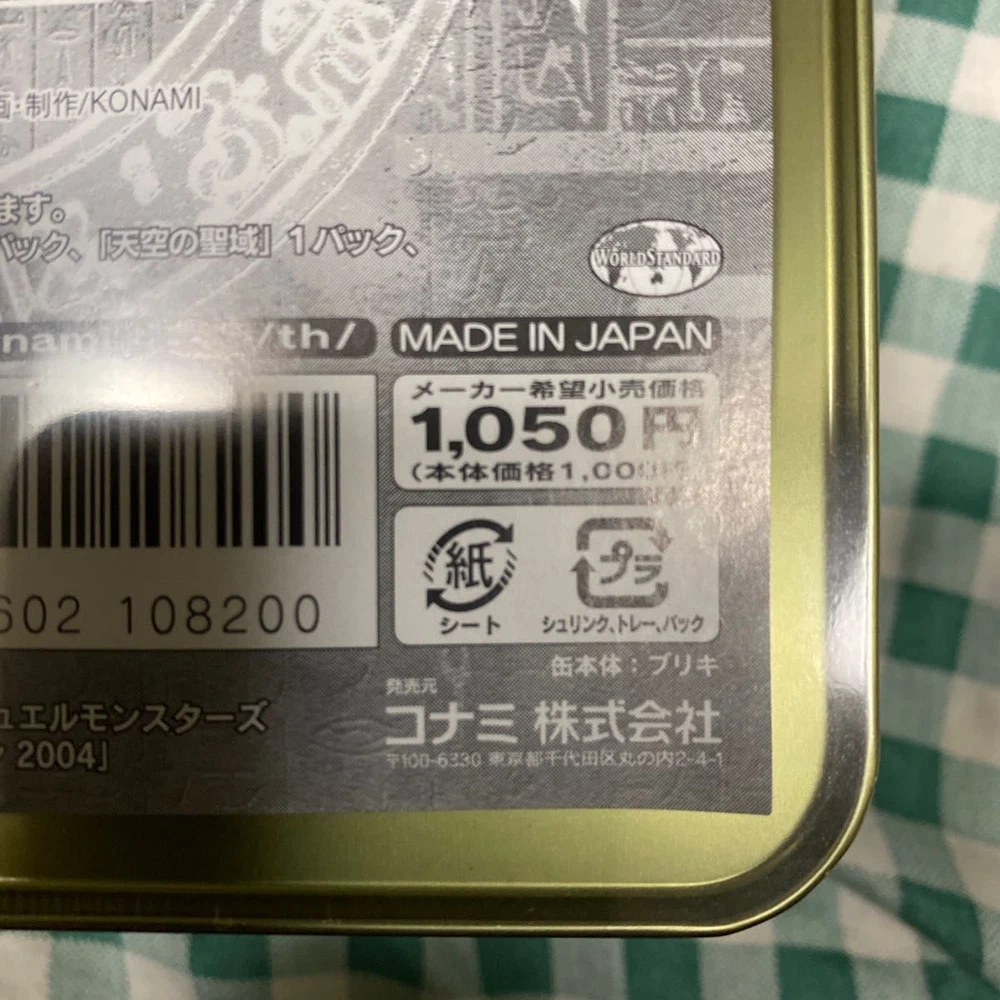 画・制作/KONAMI
ます。
パック、『天空の聖域』1パック、
WORLD STANDARD
nami /th/
MADE IN JAPAN
メーカー希望小売価格
1,050円
(本体価格1,00
602 108200
紙
プラ
シート
シュリンク、トレー、パック
缶本体：ブリキ
発売元
コナミ 株式会社
〒100-6330 東京都千代田区丸の内2-4-1
ュエルモンスターズ
2004」